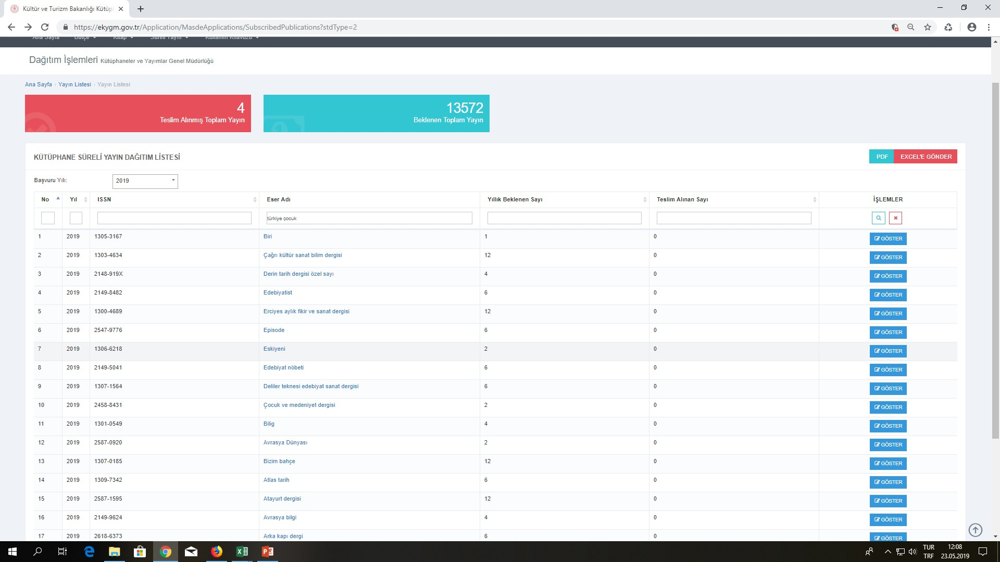 Kültür ve Turizm Bakanlığı Kütüp
https://ekygm.gov.tr/Application/MasdeApplications/SubscribedPublications?stdType=2
Ana Sayfa Bütçe Kitap Süreli Yayın Kullanım Kılavuzu
Dağıtım İşlemleri Kütüphaneler ve Yayımlar Genel Müdürlüğü
Ana Sayfa Yayın Listesi Yayın Listesi
4
Teslim Alınmış Toplam Yayın
13572
Beklenen Toplam Yayın
KÜTÜPHANE SÜRELİ YAYIN DAĞITIM LİSTESİ
PDF EXCEL'E GÖNDER
Başvuru Yılı: 2019
No Yıl ISSN Eser Adı Yıllık Beklenen Sayı Teslim Alınan Sayı İŞLEMLER
türkiye çocuk
1 2019 1305-3167 Biri 1 0 GÖSTER
2 2019 1303-4634 Çağrı kültür sanat bilim dergisi 12 0 GÖSTER
3 2019 2148-919X Derin tarih dergisi özel sayı 4 0 GÖSTER
4 2019 2149-8482 Edebiyatist 6 0 GÖSTER
5 2019 1300-4689 Erciyes aylık fikir ve sanat dergisi 12 0 GÖSTER
6 2019 2547-9776 Episode 6 0 GÖSTER
7 2019 1306-6218 Eskiyeni 2 0 GÖSTER
8 2019 2149-5041 Edebiyat nöbeti 6 0 GÖSTER
9 2019 1307-1564 Deliler teknesi edebiyat sanat dergisi 6 0 GÖSTER
10 2019 2458-8431 Çocuk ve medeniyet dergisi 2 0 GÖSTER
11 2019 1301-0549 Bilig 4 0 GÖSTER
12 2019 2587-0920 Avrasya Dünyası 2 0 GÖSTER
13 2019 1307-0185 Bizim bahçe 12 0 GÖSTER
14 2019 1309-7342 Atlas tarih 6 0 GÖSTER
15 2019 2587-1595 Atayurt dergisi 12 0 GÖSTER
16 2019 2149-9624 Avrasya bilgi 4 0 GÖSTER
17 2019 2618-6373 Arka kapı dergi 6 0 GÖSTER
TUR 12:08
TRF 23.05.2019